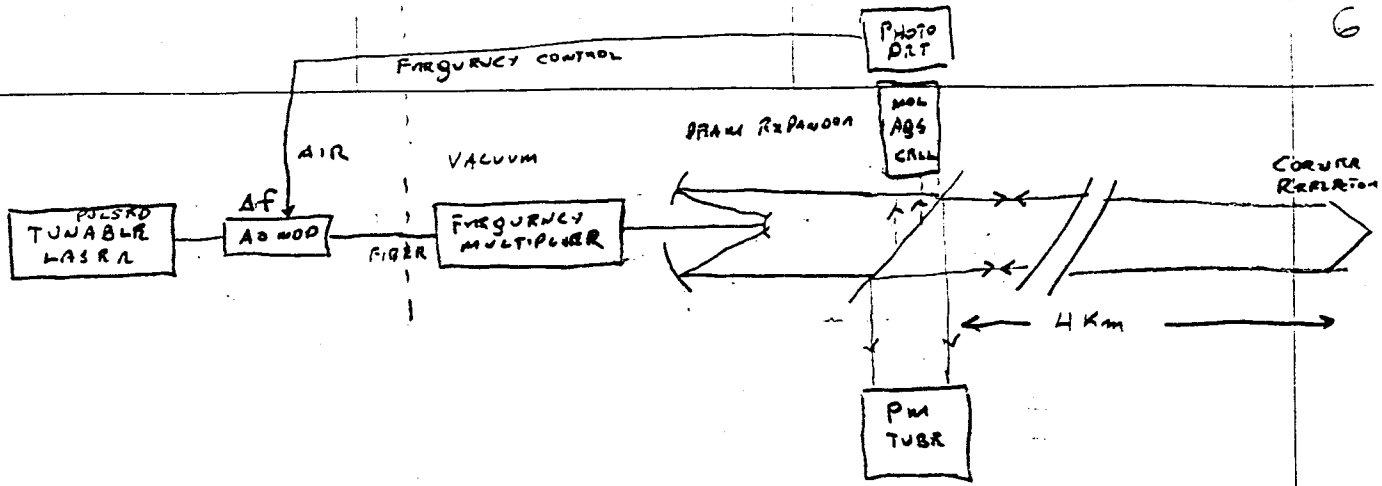 6
PHOTO
DET
FREQUENCY CONTROL
BEAM EXPANDOR
MOL
ABS
CELL
AIR
VACUUM
CORNER
REFLECTOR
Δf
PULSED
TUNABLE
LASER
AO MOD
FIBER
FREQUENCY
MULTIPLIER
4 Km
PM
TUBE